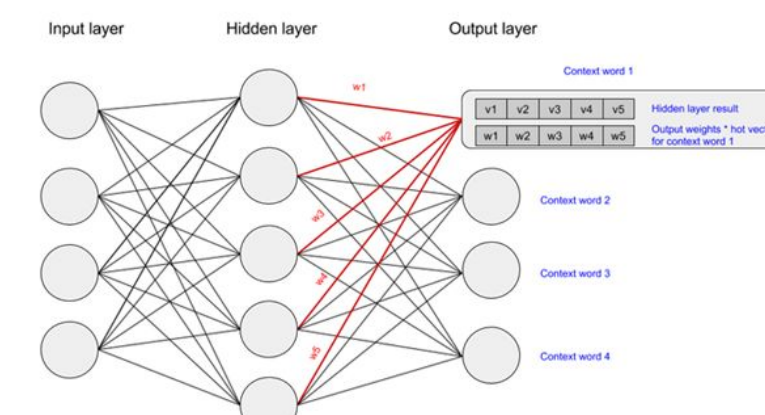 Input layer
Hidden layer
Output layer
Context word 1
w1
v1 v2 v3 v4 v5
Hidden layer result
w1 w2 w3 w4 w5
Output weights * hot
for context word 1
w2
Context word 2
w3
Context word 3
w4
w5
Context word 4